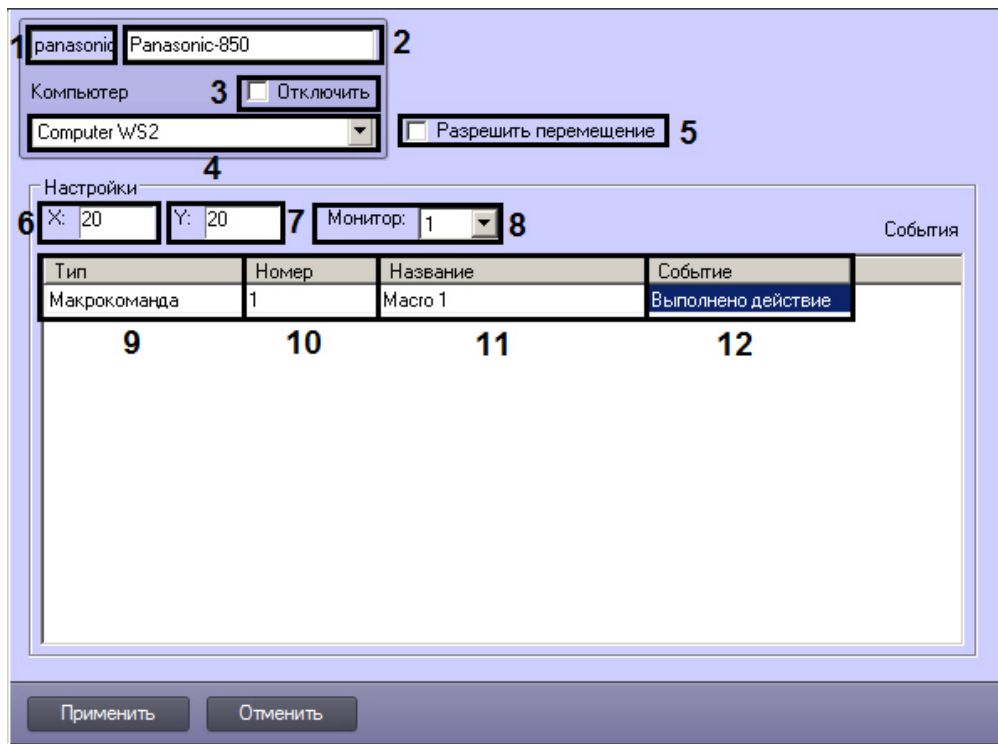 1 panasonic Panasonic-850 2
Компьютер 3 Отключить
Computer WS2 Разрешить перемещение 5
4
Настройки
6 X: 20 Y: 20 7 Монитор: 1 8 События
Тип Номер Название Событие
Макрокоманда 1 Macro 1 Выполнено действие
9 10 11 12
Применить Отменить